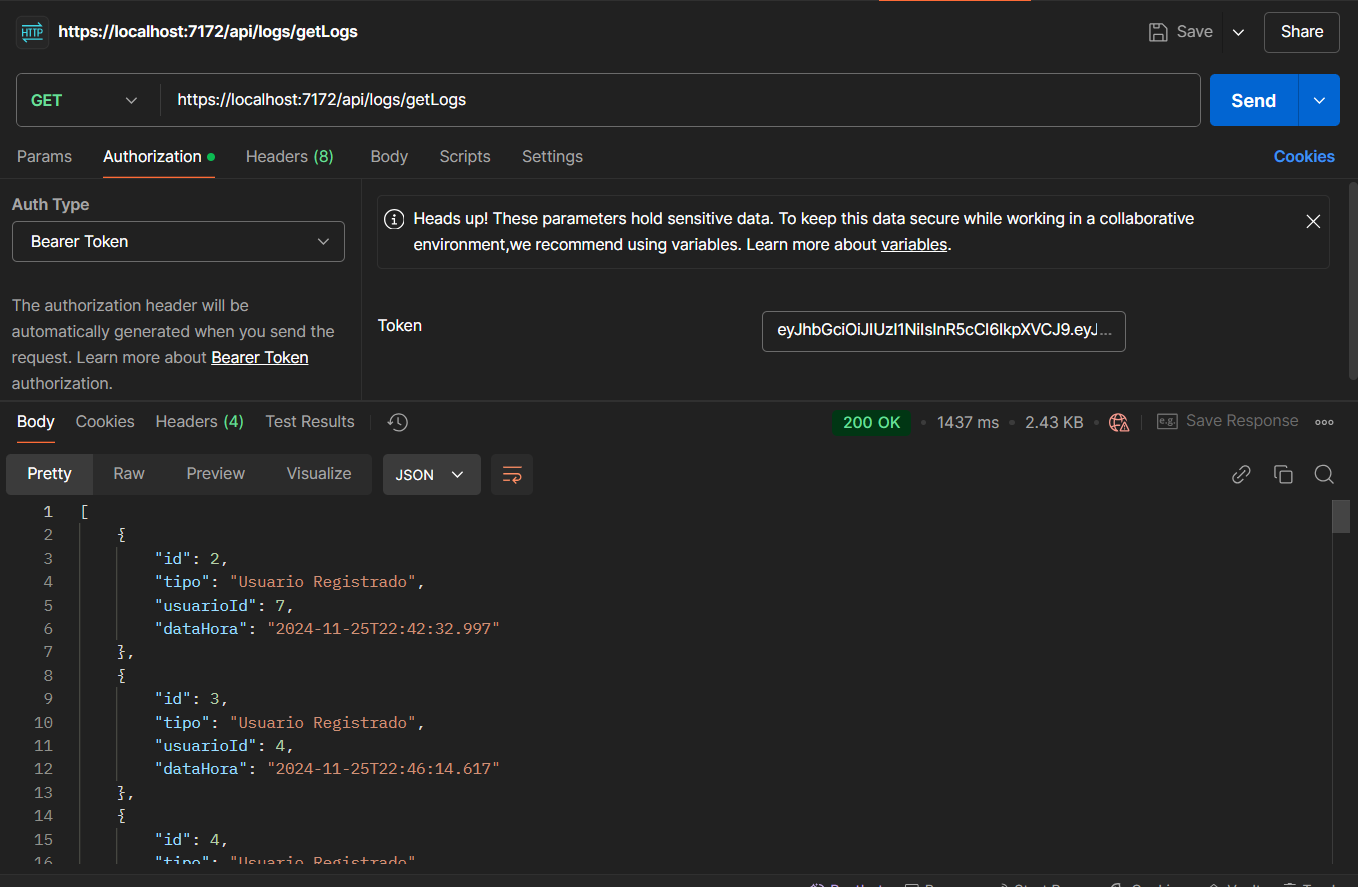 HTTP https://localhost:7172/api/logs/getLogs Save Share
GET https://localhost:7172/api/logs/getLogs Send
Params Authorization Headers (8) Body Scripts Settings Cookies
Auth Type
Bearer Token
The authorization header will be
automatically generated when you send the
request. Learn more about Bearer Token
authorization.
Heads up! These parameters hold sensitive data. To keep this data secure while working in a collaborative
environment,we recommend using variables. Learn more about variables.
Token eyJhbGciOiJIUzI1NiIsInR5cCI6IkpXVCJ9.eyJ...
Body Cookies Headers (4) Test Results 200 OK 1437 ms 2.43 KB e.g. Save Response
Pretty Raw Preview Visualize JSON
1 [
2 {
3 "id": 2,
4 "tipo": "Usuario Registrado",
5 "usuarioId": 7,
6 "dataHora": "2024-11-25T22:42:32.997"
7 },
8 {
9 "id": 3,
10 "tipo": "Usuario Registrado",
11 "usuarioId": 4,
12 "dataHora": "2024-11-25T22:46:14.617"
13 },
14 {
15 "id": 4,
16 "tipo": "Usuario Registrado"